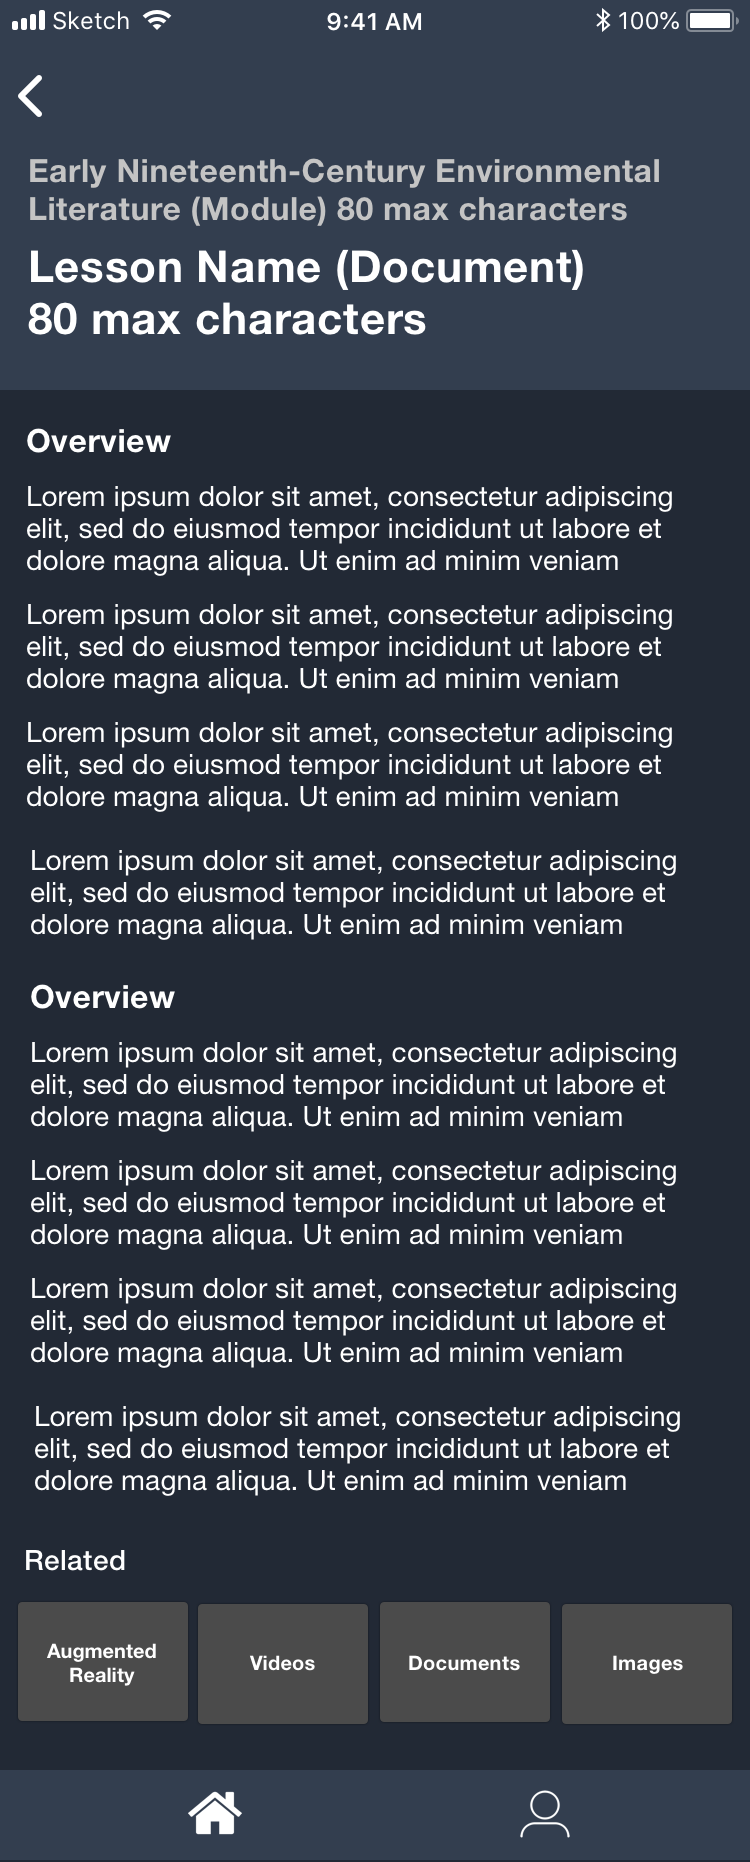 Sketch 9:41 AM 100%
Early Nineteenth-Century Environmental
Literature (Module) 80 max characters
Lesson Name (Document)
80 max characters
Overview
Lorem ipsum dolor sit amet, consectetur adipiscing
elit, sed do eiusmod tempor incididunt ut labore et
dolore magna aliqua. Ut enim ad minim veniam
Lorem ipsum dolor sit amet, consectetur adipiscing
elit, sed do eiusmod tempor incididunt ut labore et
dolore magna aliqua. Ut enim ad minim veniam
Lorem ipsum dolor sit amet, consectetur adipiscing
elit, sed do eiusmod tempor incididunt ut labore et
dolore magna aliqua. Ut enim ad minim veniam
Lorem ipsum dolor sit amet, consectetur adipiscing
elit, sed do eiusmod tempor incididunt ut labore et
dolore magna aliqua. Ut enim ad minim veniam
Overview
Lorem ipsum dolor sit amet, consectetur adipiscing
elit, sed do eiusmod tempor incididunt ut labore et
dolore magna aliqua. Ut enim ad minim veniam
Lorem ipsum dolor sit amet, consectetur adipiscing
elit, sed do eiusmod tempor incididunt ut labore et
dolore magna aliqua. Ut enim ad minim veniam
Lorem ipsum dolor sit amet, consectetur adipiscing
elit, sed do eiusmod tempor incididunt ut labore et
dolore magna aliqua. Ut enim ad minim veniam
Lorem ipsum dolor sit amet, consectetur adipiscing
elit, sed do eiusmod tempor incididunt ut labore et
dolore magna aliqua. Ut enim ad minim veniam
Related
Augmented
Reality
Videos
Documents
Images